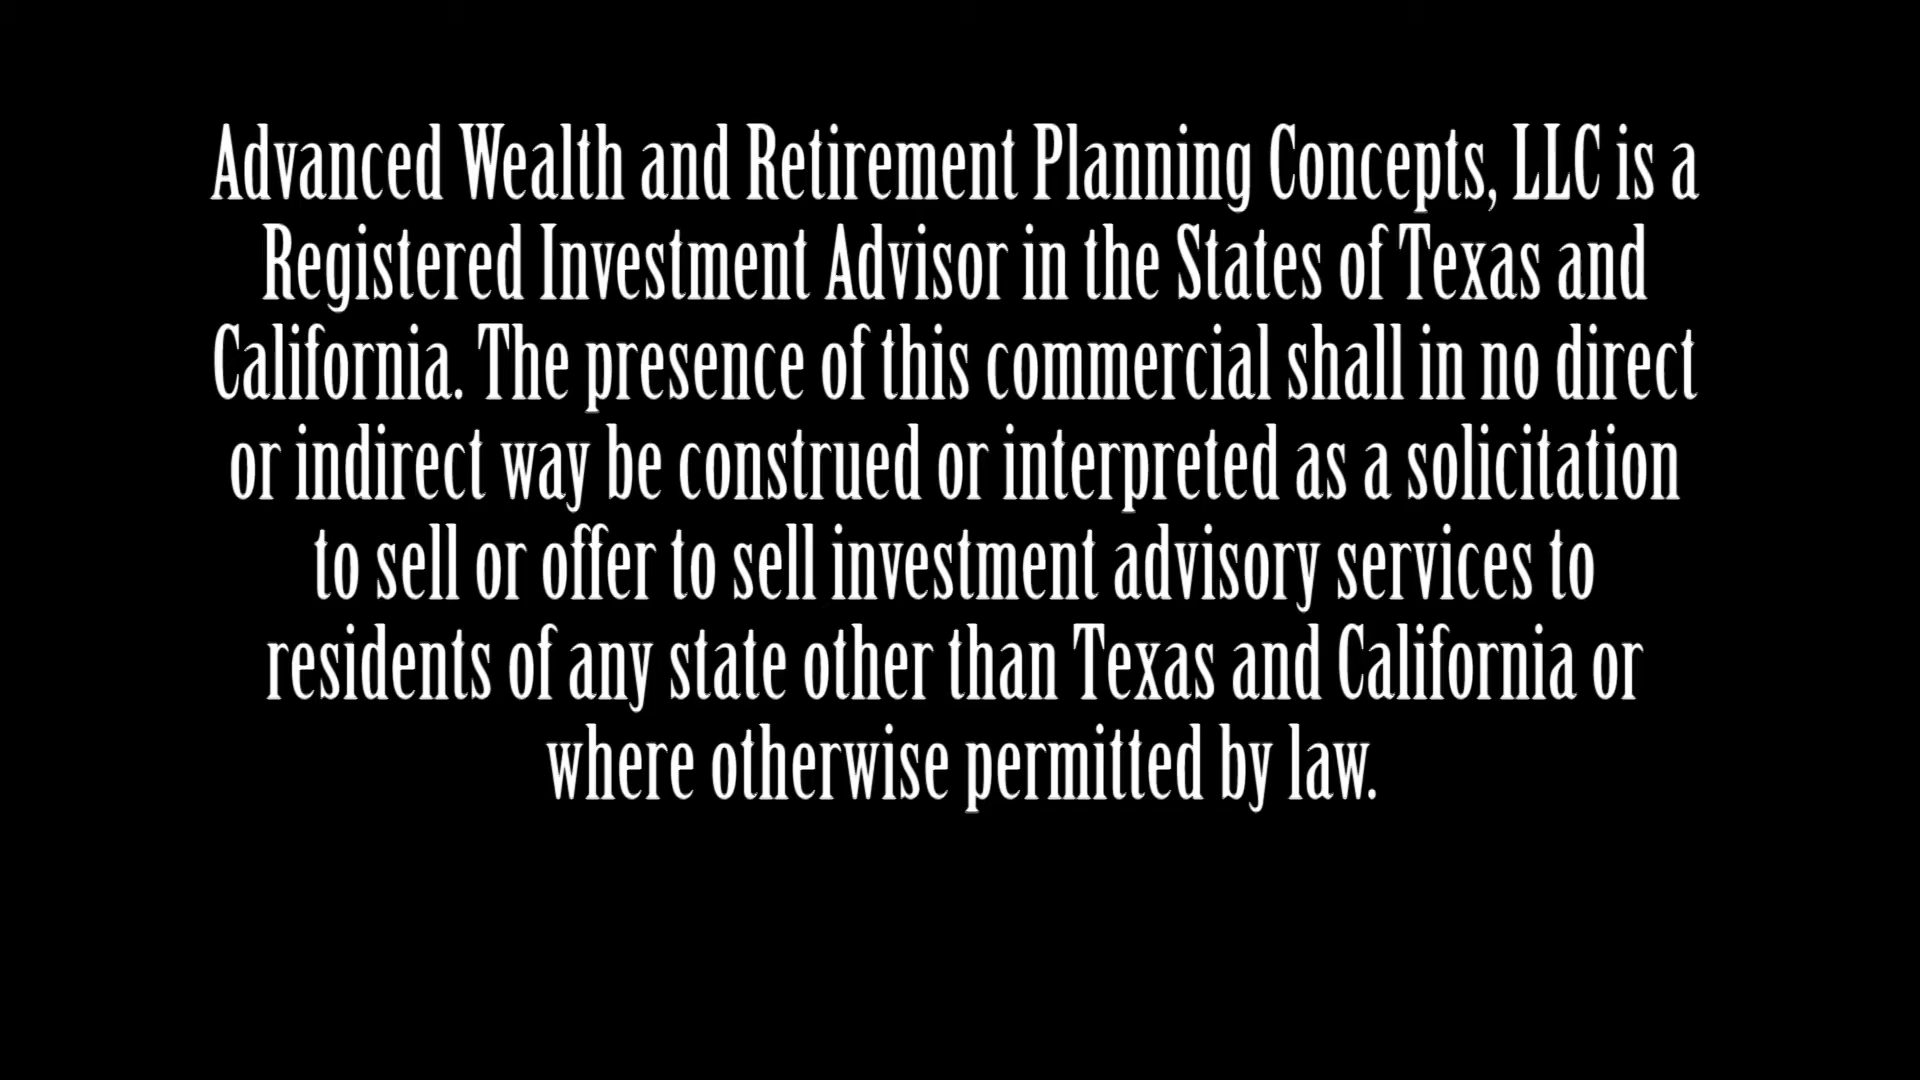 Advanced Wealth and Retirement Planning Concepts, LLC is a
Registered Investment Advisor in the States of Texas and
California. The presence of this commercial shall in no direct
or indirect way be construed or interpreted as a solicitation
to sell or offer to sell investment advisory services to
residents of any state other than Texas and California or
where otherwise permitted by law.